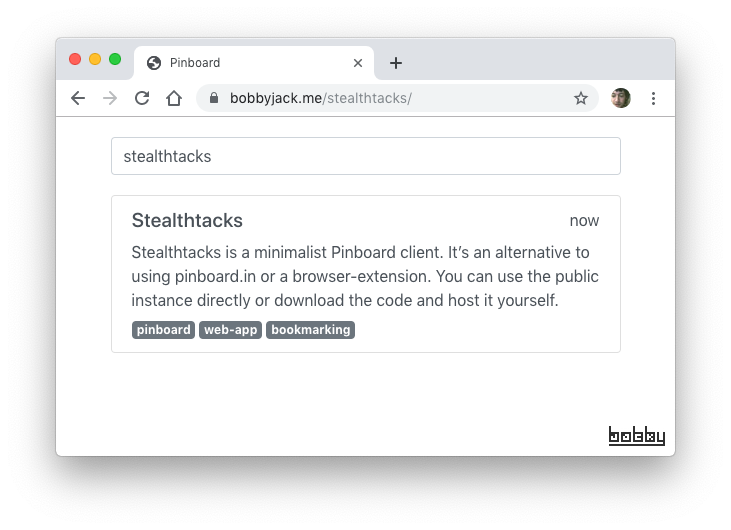 Pinboard
bobbyjack.me/stealthtacks/
stealthtacks
Stealthtacks now
Stealthtacks is a minimalist Pinboard client. It’s an alternative to
using pinboard.in or a browser-extension. You can use the public
instance directly or download the code and host it yourself.
pinboard web-app bookmarking
bobby